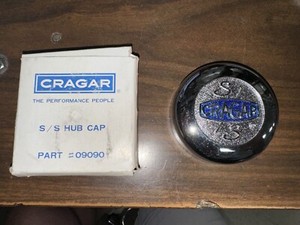 CRAGAR
THE PERFORMANCE PEOPLE
S/S HUB CAP
PART #09090
S
CRAGAR
/S